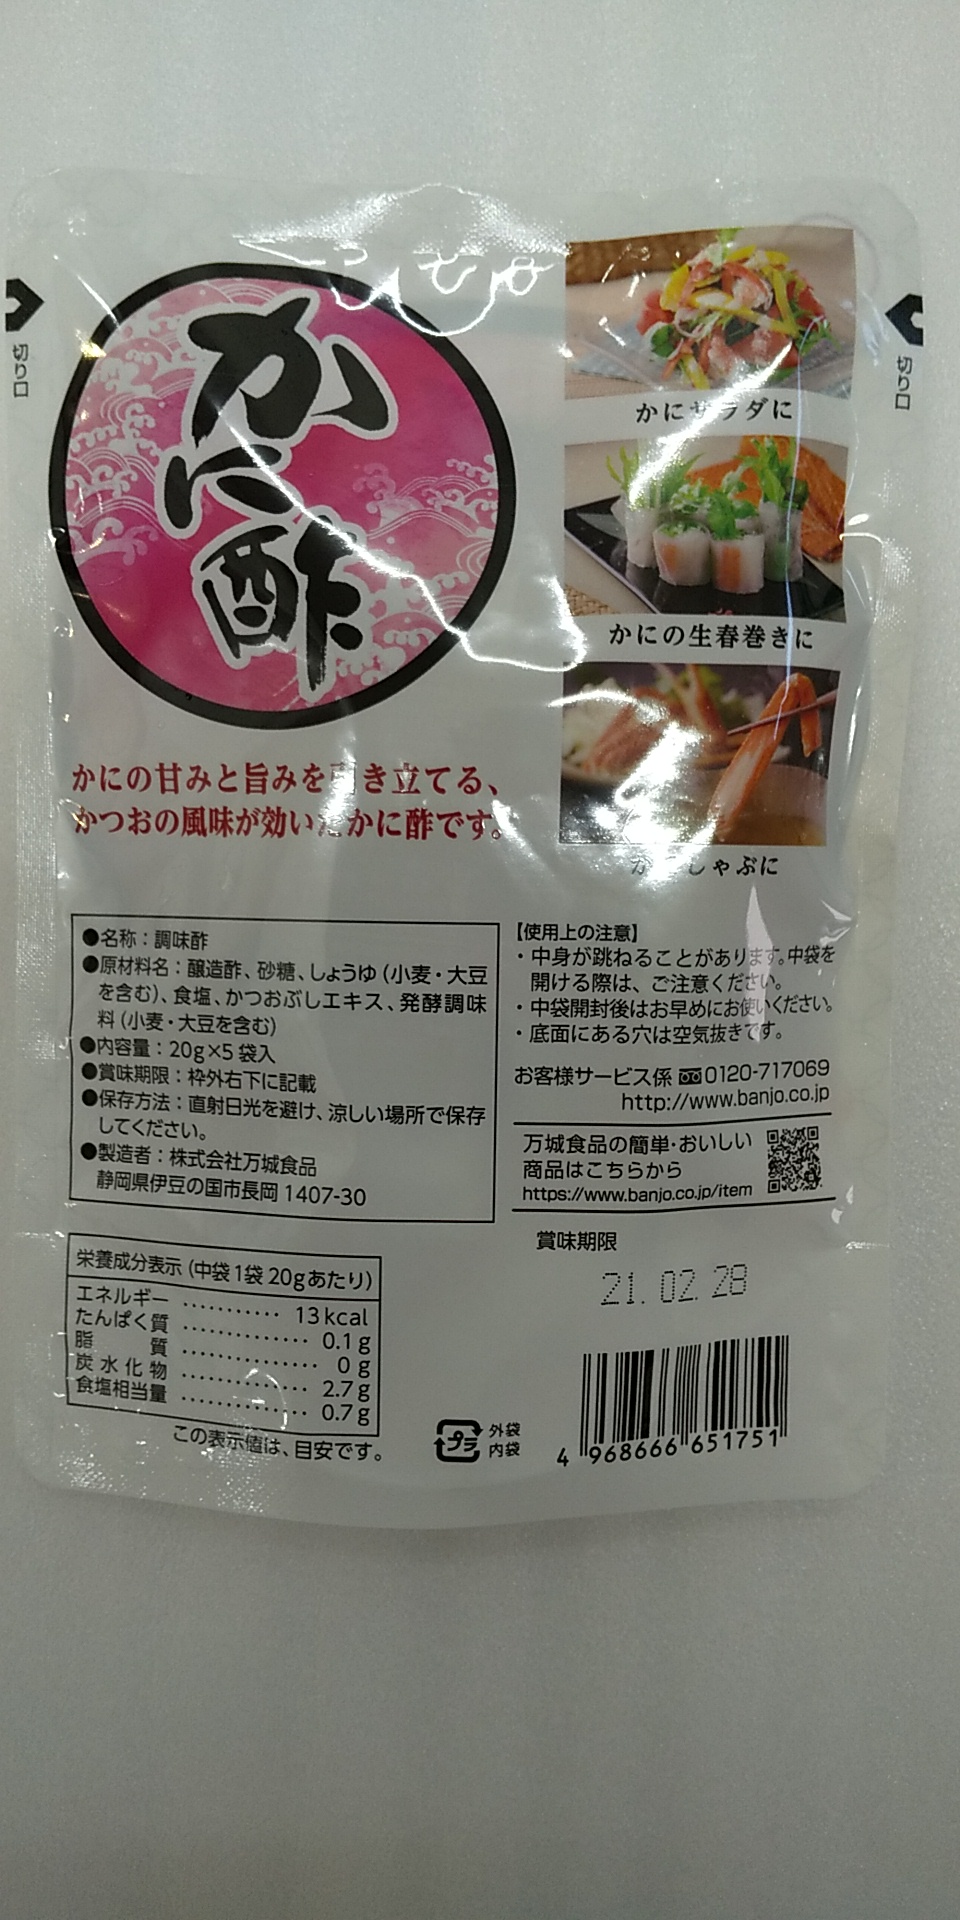 切り口
切り口
かに酢
かにサラダに
かにの生春巻きに
しゃぶに
かにの甘みと旨みを き立てる、
かつおの風味が効いたかに酢です。
●名称：調味酢
●原材料名：醸造酢、砂糖、しょうゆ（小麦・大豆
を含む）、食塩、かつおぶしエキス、発酵調味
料（小麦・大豆を含む）
●内容量：20g×5袋入
●賞味期限：枠外右下に記載
●保存方法：直射日光を避け、涼しい場所で保存
してください。
●製造者：株式会社万城食品
静岡県伊豆の国市長岡1407-30
【使用上の注意】
・中身が跳ねることがあります。中袋を
開ける際は、ご注意ください。
・中袋開封後はお早めにお使いください。
・底面にある穴は空気抜きです。
お客様サービス係 0120-717069
http://www.banjo.co.jp
万城食品の簡単・おいしい
商品はこちらから
https://www.banjo.co.jp/item
賞味期限
21.02.28
栄養成分表示（中袋1袋20gあたり）
エネルギー ………… 13kcal
たんぱく質 ………… 0.1g
脂質 ………… 0g
炭水化物 ………… 2.7g
食塩相当量 ………… 0.7g
この表示値は、目安です。
プラ
外袋
内袋
4 968666 651751